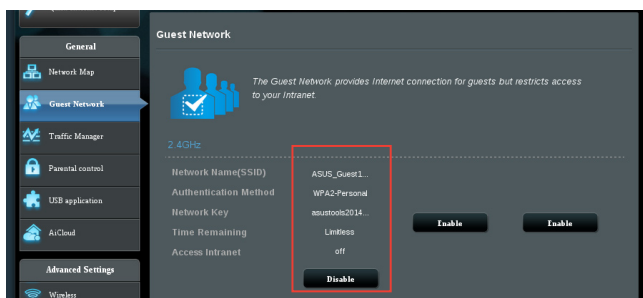 Guest Network
General
Network Map
The Guest Network provides Internet connection for guests but restricts access
to your Intranet.
Guest Network
Traffic Manager
2.4GHz
Parental control
Network Name(SSID) ASUS_Guest1...
Authentication Method WPA2-Personal
USB application
Network Key asustools2014... Enable Enable
Time Remaining Limitless
AiCloud
Access Intranet off
Advanced Settings
Disable
Wireless